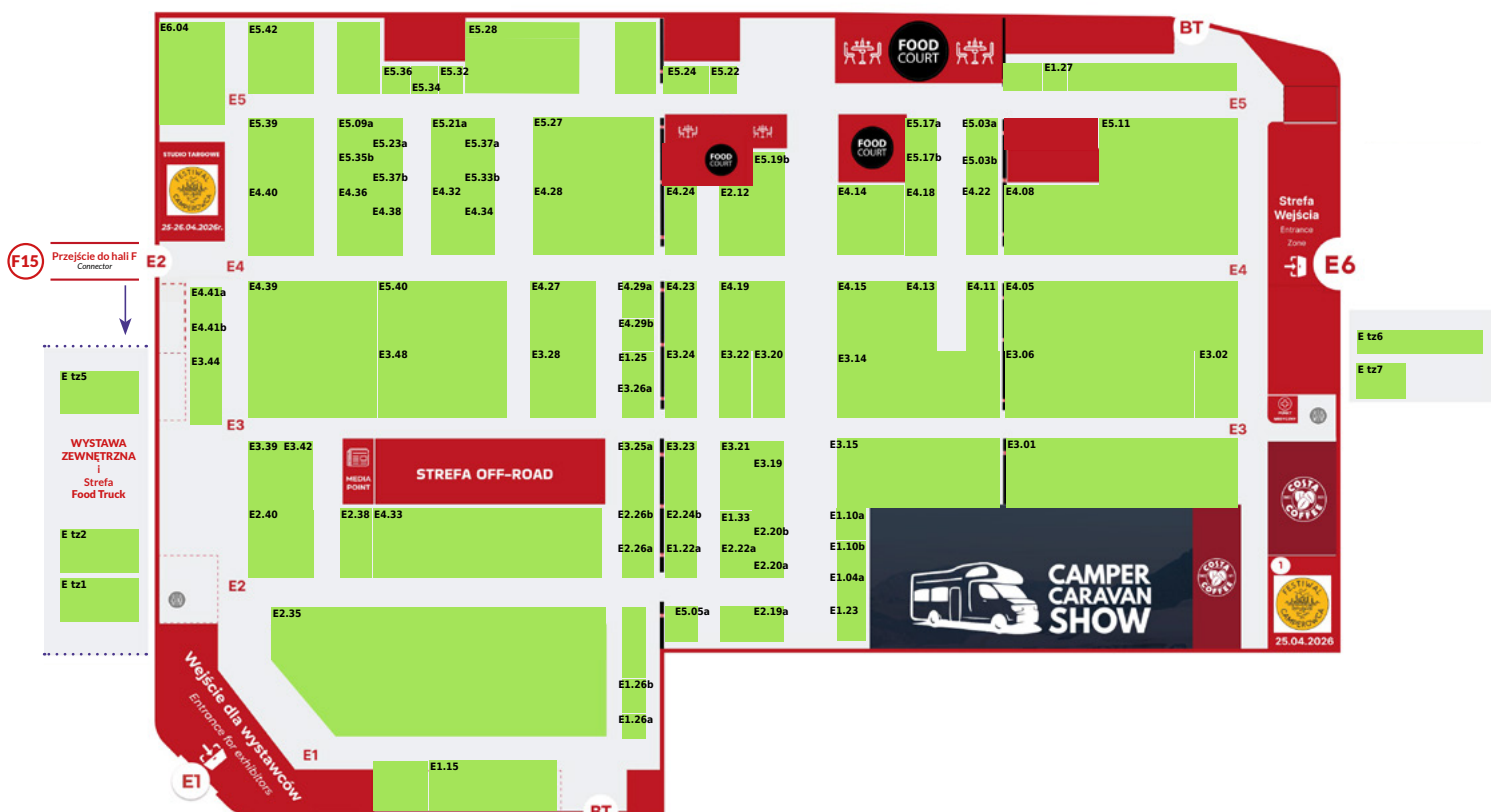 BT
E6.04
E5.42
E5.28
FOOD
COURT
E5.36
E5.32
E5.34
E5.24
E5.22
E1.27
E5
E5
E5.39
E5.09a
E5.21a
E5.27
E5.17a
E5.03a
E5.11
E5.23a
E5.37a
FOOD
COURT
FOOD
COURT
E5.35b
E5.19b
E5.17b
E5.03b
E5.37b
E5.33b
STUDIO TARGOWE
FESTIWAL
CAMPEROWCA
25-26.04.2026r.
E4.40
E4.36
E4.32
E4.28
E4.24
E2.12
E4.14
E4.18
E4.22
E4.08
E4.38
E4.34
Strefa
Wejścia
Entrance
Zone
E6
F15
Przejście do hali F
Connector
E2
E4
E4
E4.41a
E4.39
E5.40
E4.27
E4.29a
E4.23
E4.19
E4.15
E4.13
E4.11
E4.05
E4.41b
E4.29b
E3.44
E3.48
E3.28
E1.25
E3.24
E3.22
E3.20
E3.14
E3.06
E3.02
E3.26a
E tz6
E tz7
E tz5
E3
E3
WYSTAWA
ZEWNĘTRZNA
i
Strefa
Food Truck
E3.39
E3.42
MEDIA
POINT
STREFA OFF-ROAD
E3.25a
E3.23
E3.21
E3.15
E3.01
E3.19
COSTA
COFFEE
E2.40
E2.38
E4.33
E2.26b
E2.24b
E1.33
E1.10a
E2.20b
E tz2
E2.26a
E1.22a
E2.22a
E1.10b
E2.20a
E tz1
E1.04a
CAMPER
CARAVAN
SHOW
COSTA
COFFEE
1
FESTIWAL
CAMPEROWCA
25.04.2026
E2
E2.35
E5.05a
E2.19a
E1.23
Wejście dla wystawców
Entrance for exhibitors
E1
E1.26b
E1.26a
E1
E1.15
BT